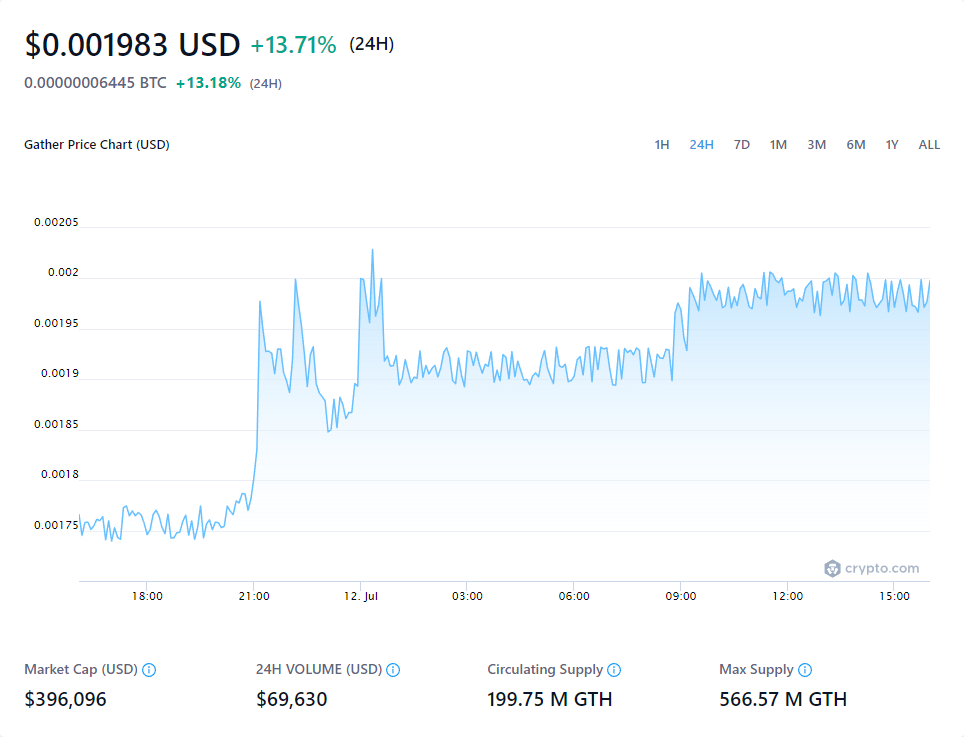 $0.001983 USD +13.71% (24H)
0.00000006445 BTC +13.18% (24H)
Gather Price Chart (USD) 1H 24H 7D 1M 3M 6M 1Y ALL
0.00205
0.002
0.00195
0.0019
0.00185
0.0018
0.00175
crypto.com
18:00 21:00 12. Jul 03:00 06:00 09:00 12:00 15:00
Market Cap (USD) 24H VOLUME (USD) Circulating Supply Max Supply
$396,096 $69,630 199.75 M GTH 566.57 M GTH